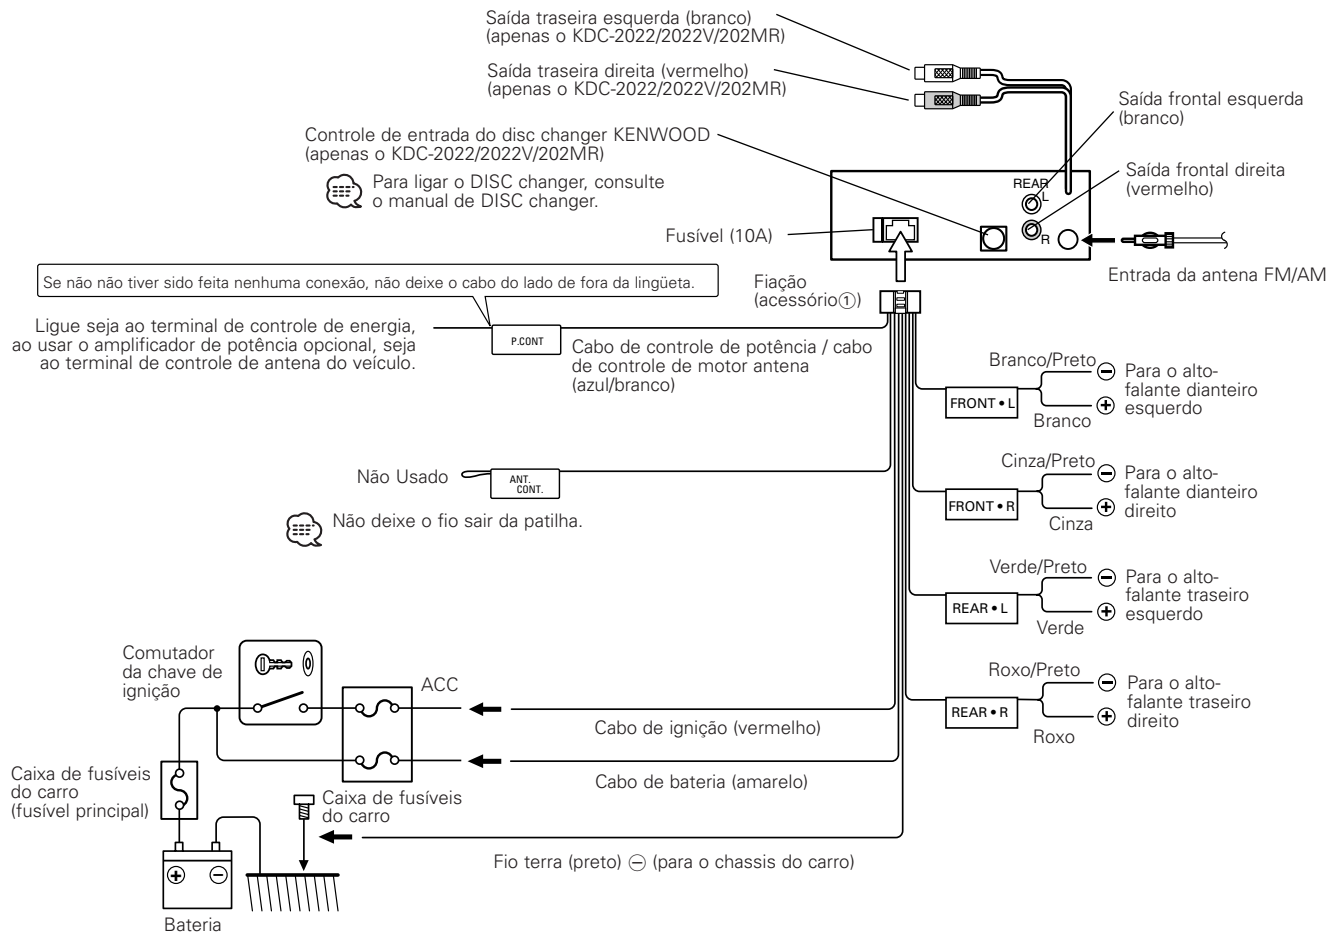 Saída traseira esquerda (branco)
(apenas o KDC-2022/2022V/202MR)
Saída traseira direita (vermelho)
(apenas o KDC-2022/2022V/202MR)
Saída frontal esquerda
(branco)
Controle de entrada do disc changer KENWOOD
(apenas o KDC-2022/2022V/202MR)
Para ligar o DISC changer, consulte
o manual de DISC changer.
Saída frontal direita
(vermelho)
REAR
L
R
Fusível (10A)
Entrada da antena FM/AM
Se não não tiver sido feita nenhuma conexão, não deixe o cabo do lado de fora da lingüeta.
Fiação
(acessório①)
Ligue seja ao terminal de controle de energia,
ao usar o amplificador de potência opcional, seja
ao terminal de controle de antena do veículo.
P.CONT
Cabo de controle de potência / cabo
de controle de motor antena
(azul/branco)
Branco/Preto
FRONT • L
Branco
⊖
⊕
Para o alto-
falante dianteiro
esquerdo
Não Usado
ANT.
CONT.
Não deixe o fio sair da patilha.
Cinza/Preto
FRONT • R
Cinza
⊖
⊕
Para o alto-
falante dianteiro
direito
Verde/Preto
REAR • L
Verde
⊖
⊕
Para o alto-
falante traseiro
esquerdo
Roxo/Preto
REAR • R
Roxo
⊖
⊕
Para o alto-
falante traseiro
direito
Comutador
da chave de
ignição
ACC
Cabo de ignição (vermelho)
Cabo de bateria (amarelo)
Caixa de fusíveis
do carro
(fusível principal)
Caixa de fusíveis
do carro
Fio terra (preto) ⊖ (para o chassis do carro)
⊕ ⊖
Bateria